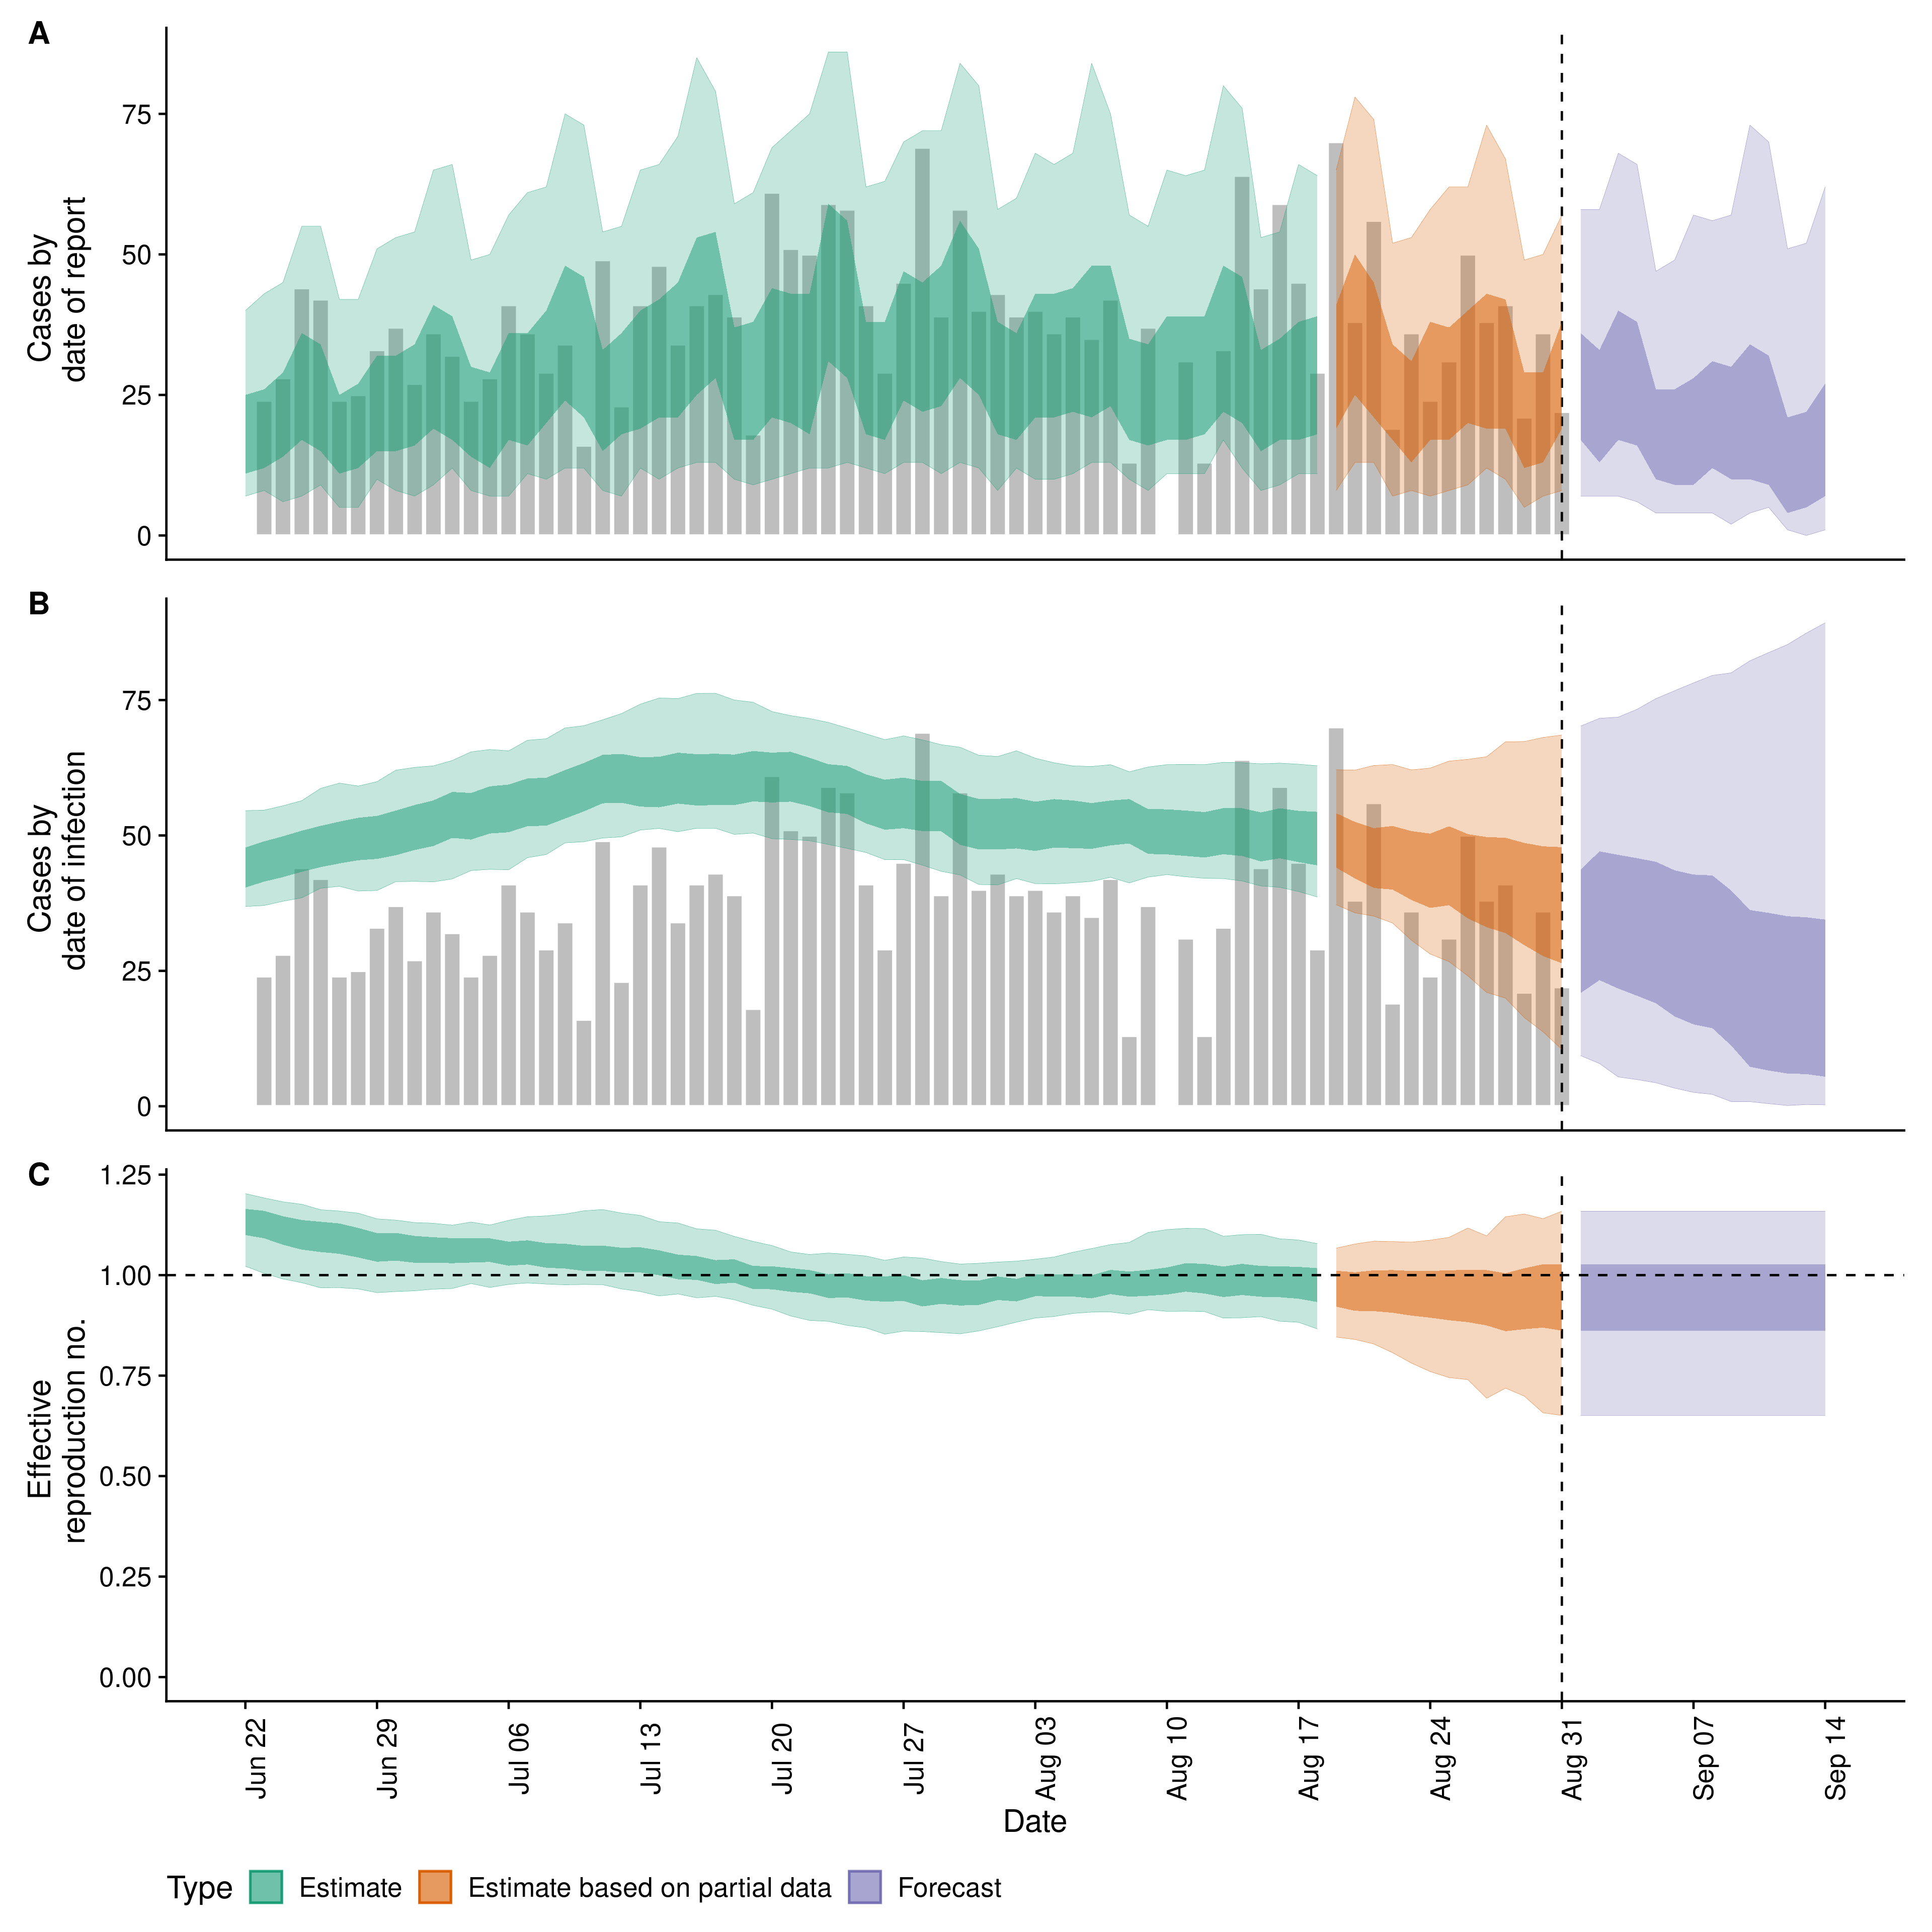 A
Cases by
date of report
75
50
25
0
B
Cases by
date of infection
75
50
25
0
C
Effective
reproduction no.
1.25
1.00
0.75
0.50
0.25
0.00
Jun 22
Jun 29
Jul 06
Jul 13
Jul 20
Jul 27
Aug 03
Aug 10
Aug 17
Aug 24
Aug 31
Sep 07
Sep 14
Date
Type Estimate Estimate based on partial data Forecast